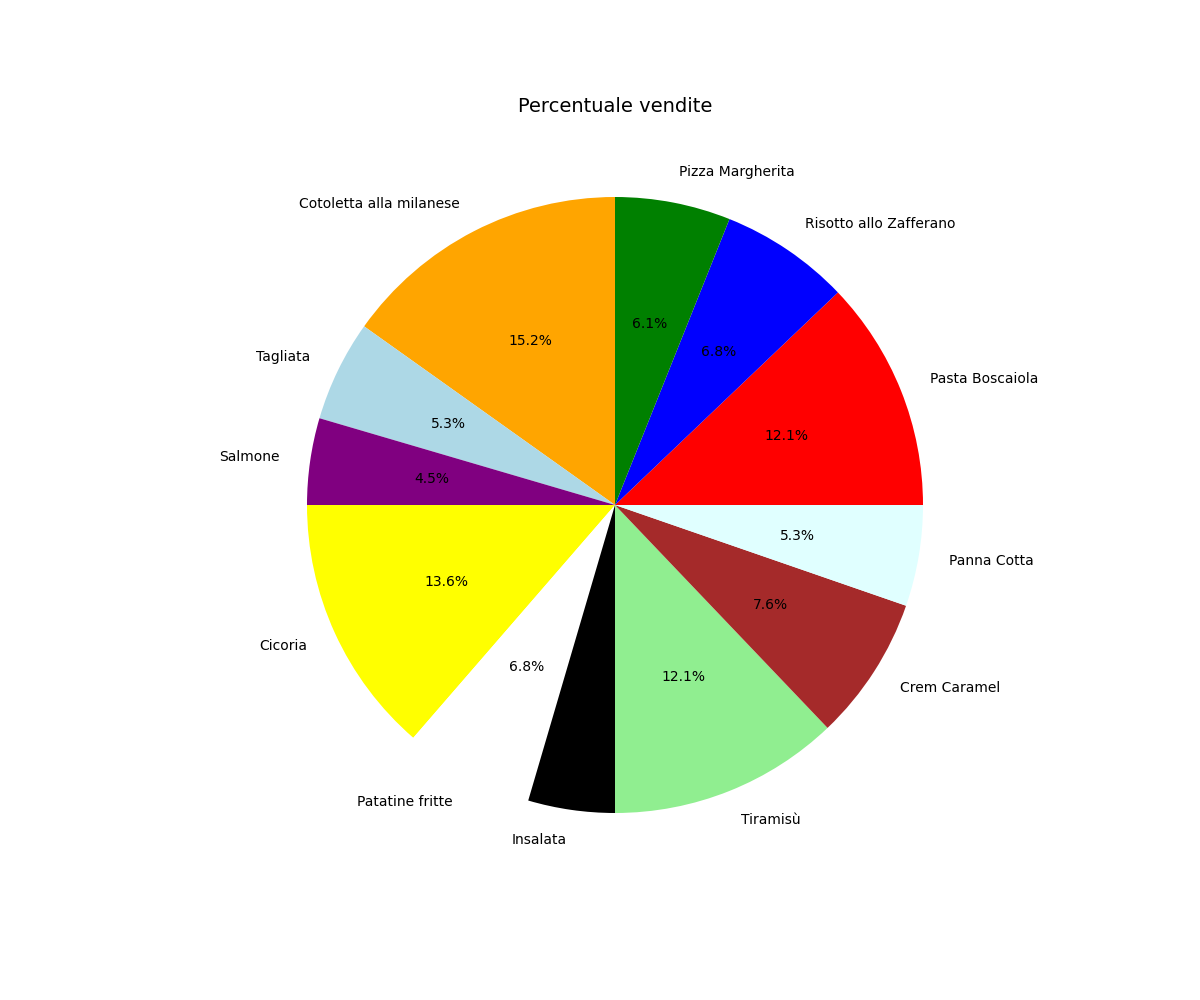 Percentuale vendite
Pizza Margherita
Cotoletta alla milanese
Risotto allo Zafferano
6.1%
15.2%
6.8%
Tagliata
Pasta Boscaiola
5.3%
12.1%
Salmone
4.5%
5.3%
Panna Cotta
13.6%
7.6%
Cicoria
6.8%
12.1%
Crem Caramel
Patatine fritte
Tiramisù
Insalata